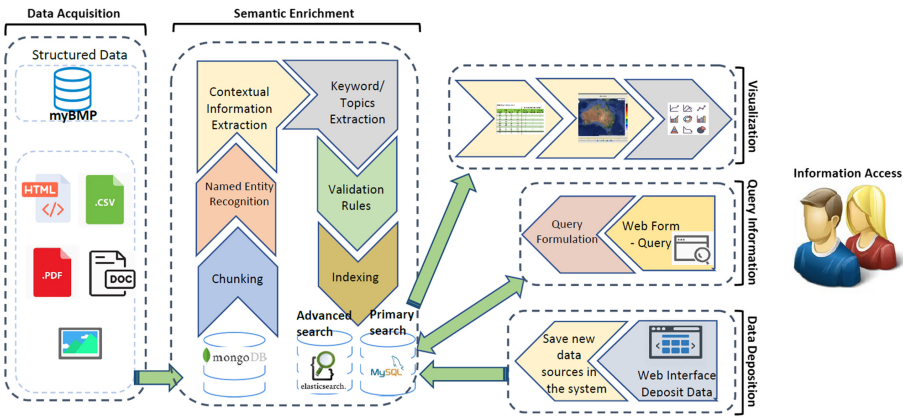 Data Acquisition
Semantic Enrichment
Structured Data
myBMP
HTML
</>
.CSV
.PDF
DOC
Contextual
Information
Extraction
Keyword/
Topics
Extraction
Named Entity
Recognition
Validation
Rules
Chunking
Indexing
mongoDB
Advanced
search
elasticsearch.
Primary
search
MySQL
Visualization
Query
Formulation
Web Form
- Query
Query Information
Save new
data
sources in
the system
Web Interface
Deposit Data
Data Deposition
Information Access